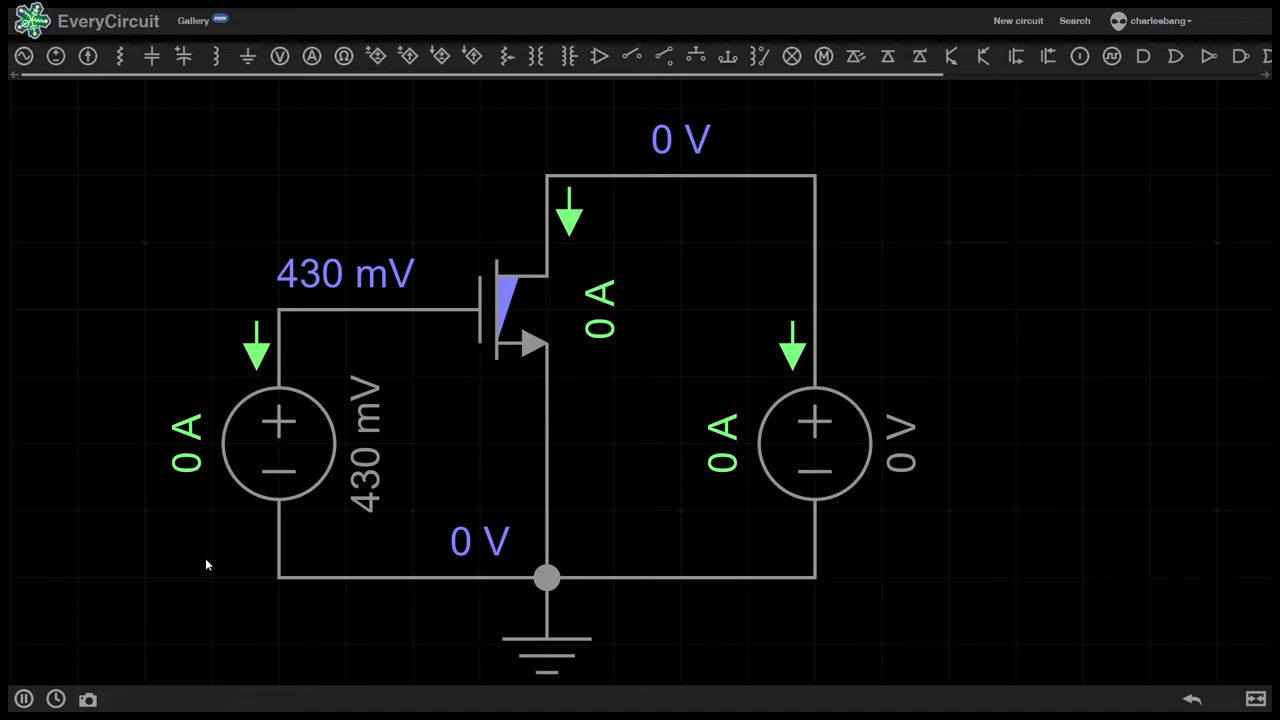 EveryCircuit
Gallery new
New circuit
Search
charlesbang
0 V
430 mV
0 A
0 A
430 mV
0 A
0 V
0 V